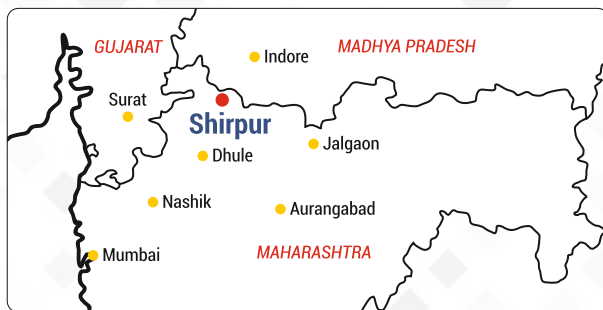 GUJARAT
MADHYA PRADESH
Indore
Surat
Shirpur
Jalgaon
Dhule
Nashik
Aurangabad
MAHARASHTRA
Mumbai